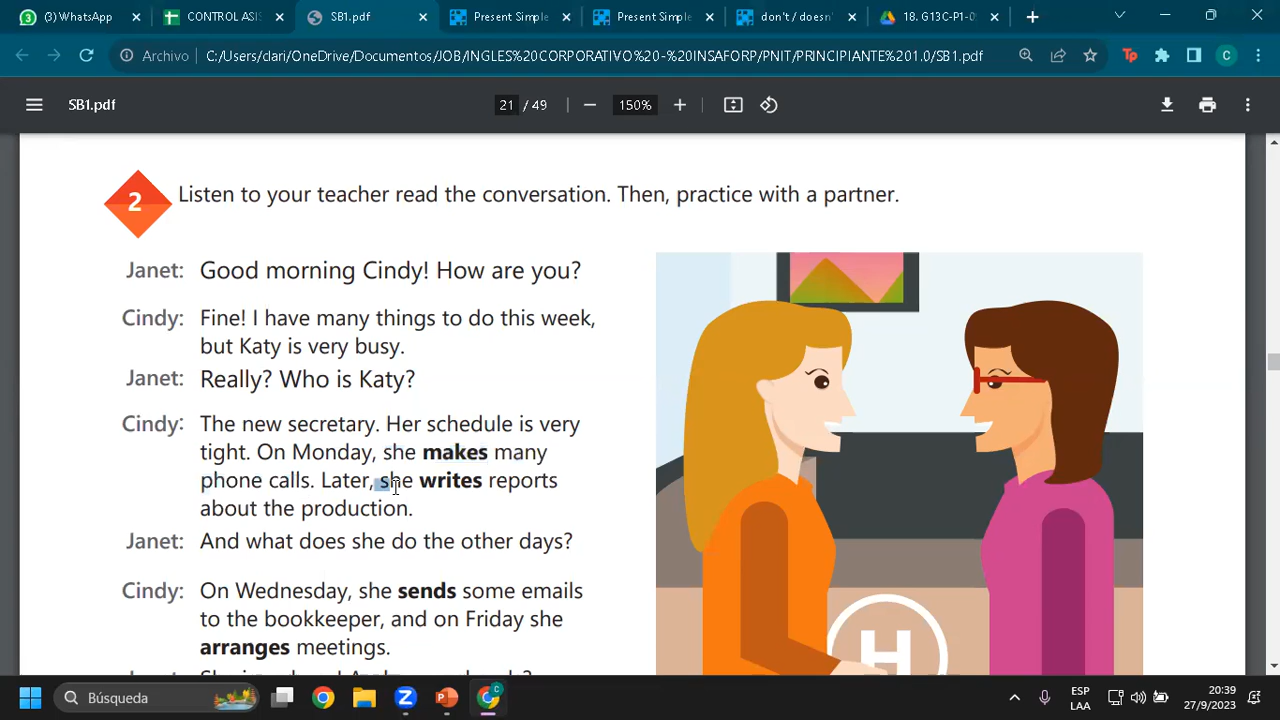 (3) WhatsApp
CONTROL ASI
SB1.pdf
Present Simple
Present Simple
don't / doesn'
18. G13C-P1-0
Archivo
C:/Users/clari/OneDrive/Documentos/JOB/INGLES%20CORPORATIVO%20-%20INSAFORP/PNIT/PRINCIPIANTE%201.0/SB1.pdf
SB1.pdf
21 / 49
150%
2
Listen to your teacher read the conversation. Then, practice with a partner.
Janet: Good morning Cindy! How are you?
Cindy: Fine! I have many things to do this week,
but Katy is very busy.
Janet: Really? Who is Katy?
Cindy: The new secretary. Her schedule is very
tight. On Monday, she makes many
phone calls. Later, she writes reports
about the production.
Janet: And what does she do the other days?
Cindy: On Wednesday, she sends some emails
to the bookkeeper, and on Friday she
arranges meetings.
H
Búsqueda
ESP
LAA
20:39
27/9/2023